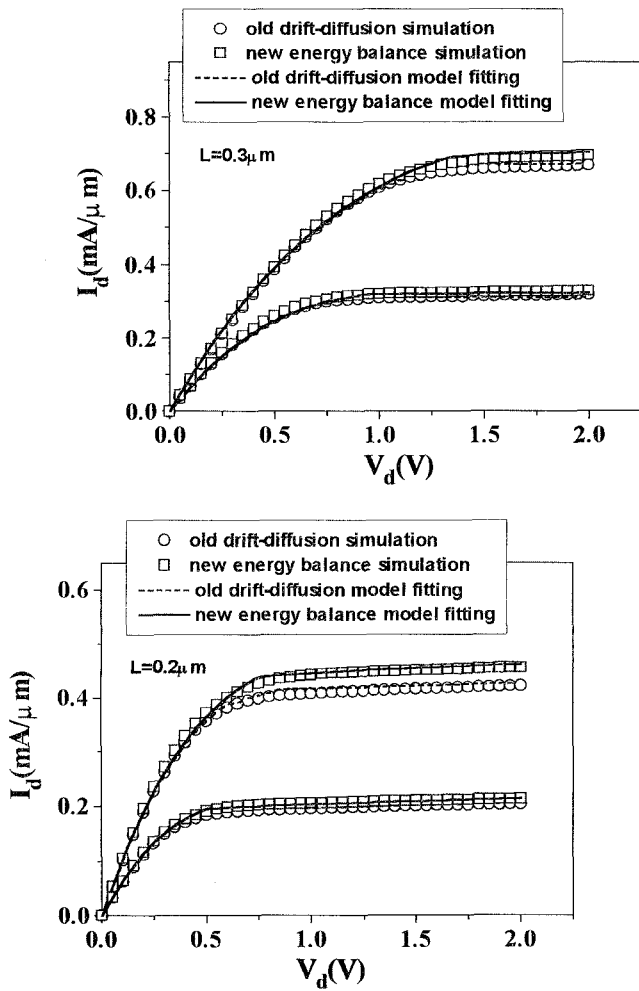 old drift-diffusion simulation
new energy balance simulation
old drift-diffusion model fitting
new energy balance model fitting
L=0.3μm
I_d(mA/μm)
0.8
0.6
0.4
0.2
0.0
0.0 0.5 1.0 1.5 2.0
V_d(V)
old drift-diffusion simulation
new energy balance simulation
old drift-diffusion model fitting
new energy balance model fitting
L=0.2μm
I_d(mA/μm)
0.6
0.4
0.2
0.0
0.0 0.5 1.0 1.5 2.0
V_d(V)